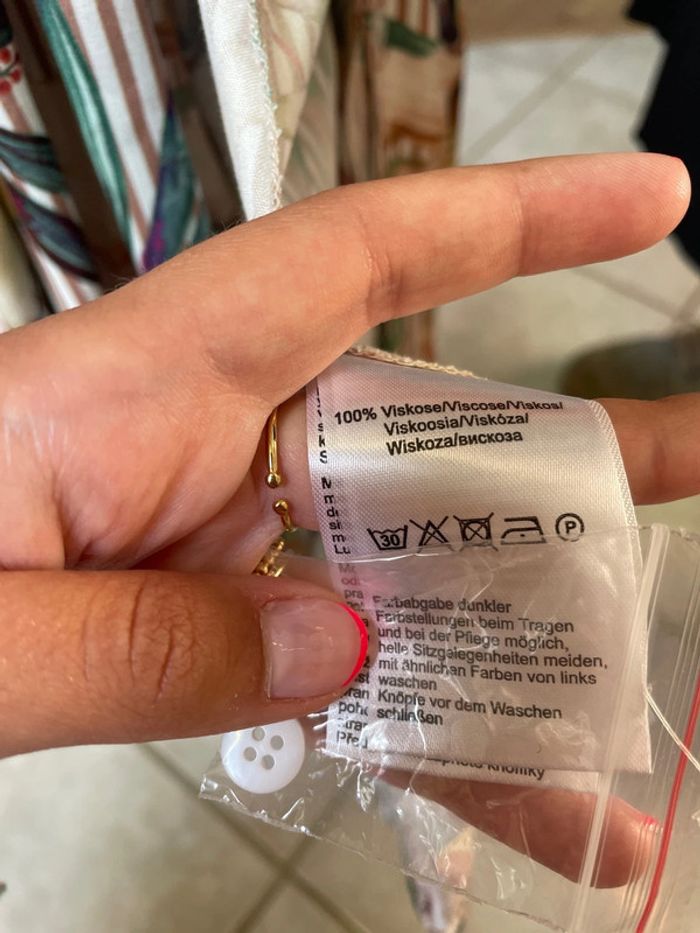 100% Viskose/Viscose/Viskos/
Viskoosia/Viskóza/
Wiskoza/вискоза
30
P
Farbabgabe dunkler
Farbstellungen beim Tragen
und bei der Pflege möglich,
helle Sitzgelegenheiten meiden,
mit ähnlichen Farben von links
waschen
Knöpfe vor dem Waschen
schließen
knoflíky